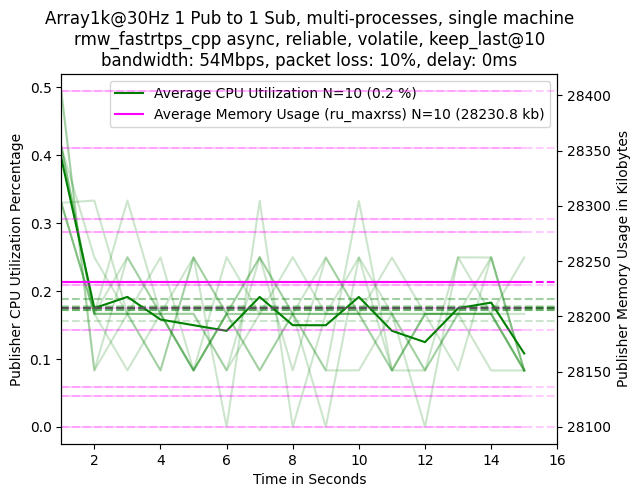 Array1k@30Hz 1 Pub to 1 Sub, multi-processes, single machine
rmw_fastrtps_cpp async, reliable, volatile, keep_last@10
bandwidth: 54Mbps, packet loss: 10%, delay: 0ms
Average CPU Utilization N=10 (0.2 %)
Average Memory Usage (ru_maxrss) N=10 (28230.8 kb)
Publisher CPU Utilization Percentage
0.5
0.4
0.3
0.2
0.1
0.0
28400
28350
28300
28250
28200
28150
28100
Publisher Memory Usage in Kilobytes
2 4 6 8 10 12 14 16
Time in Seconds